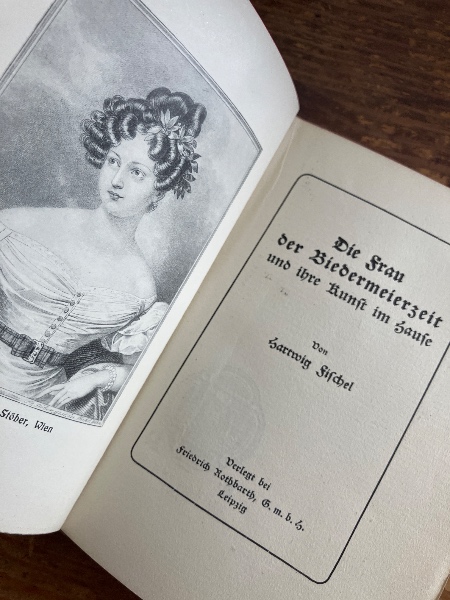 Stöber, Wien
Die Frau
der Biedermeierzeit
und ihre Kunst im Hause
Von
Hartwig Fischel
Verlegt bei
Friedrich Rothbarth, G. m. b. H.
Leipzig